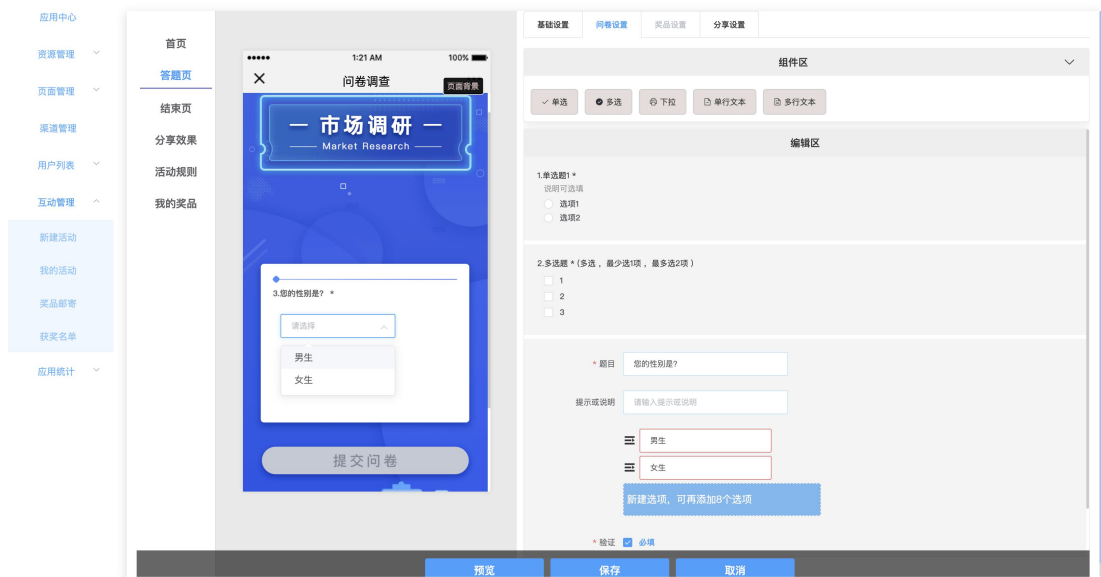 应用中心
资源管理
页面管理
渠道管理
用户列表
互动管理
新建活动
我的活动
奖品邮寄
获奖名单
应用统计
首页
答题页
结束页
分享效果
活动规则
我的奖品
1:21 AM 100%
问卷调查
页面背景
市场调研
Market Research
3.您的性别是? *
请选择
男生
女生
提交问卷
基础设置 问卷设置 奖品设置 分享设置
组件区
单选 多选 下拉 单行文本 多行文本
编辑区
1.单选题1 *
说明可选填
选项1
选项2
2.多选题 * (多选 ，最少选1项 ，最多选2项 )
1
2
3
* 题目 您的性别是?
提示或说明 请输入提示或说明
男生
女生
新建选项，可再添加8个选项
* 验证 必填
预览 保存 取消